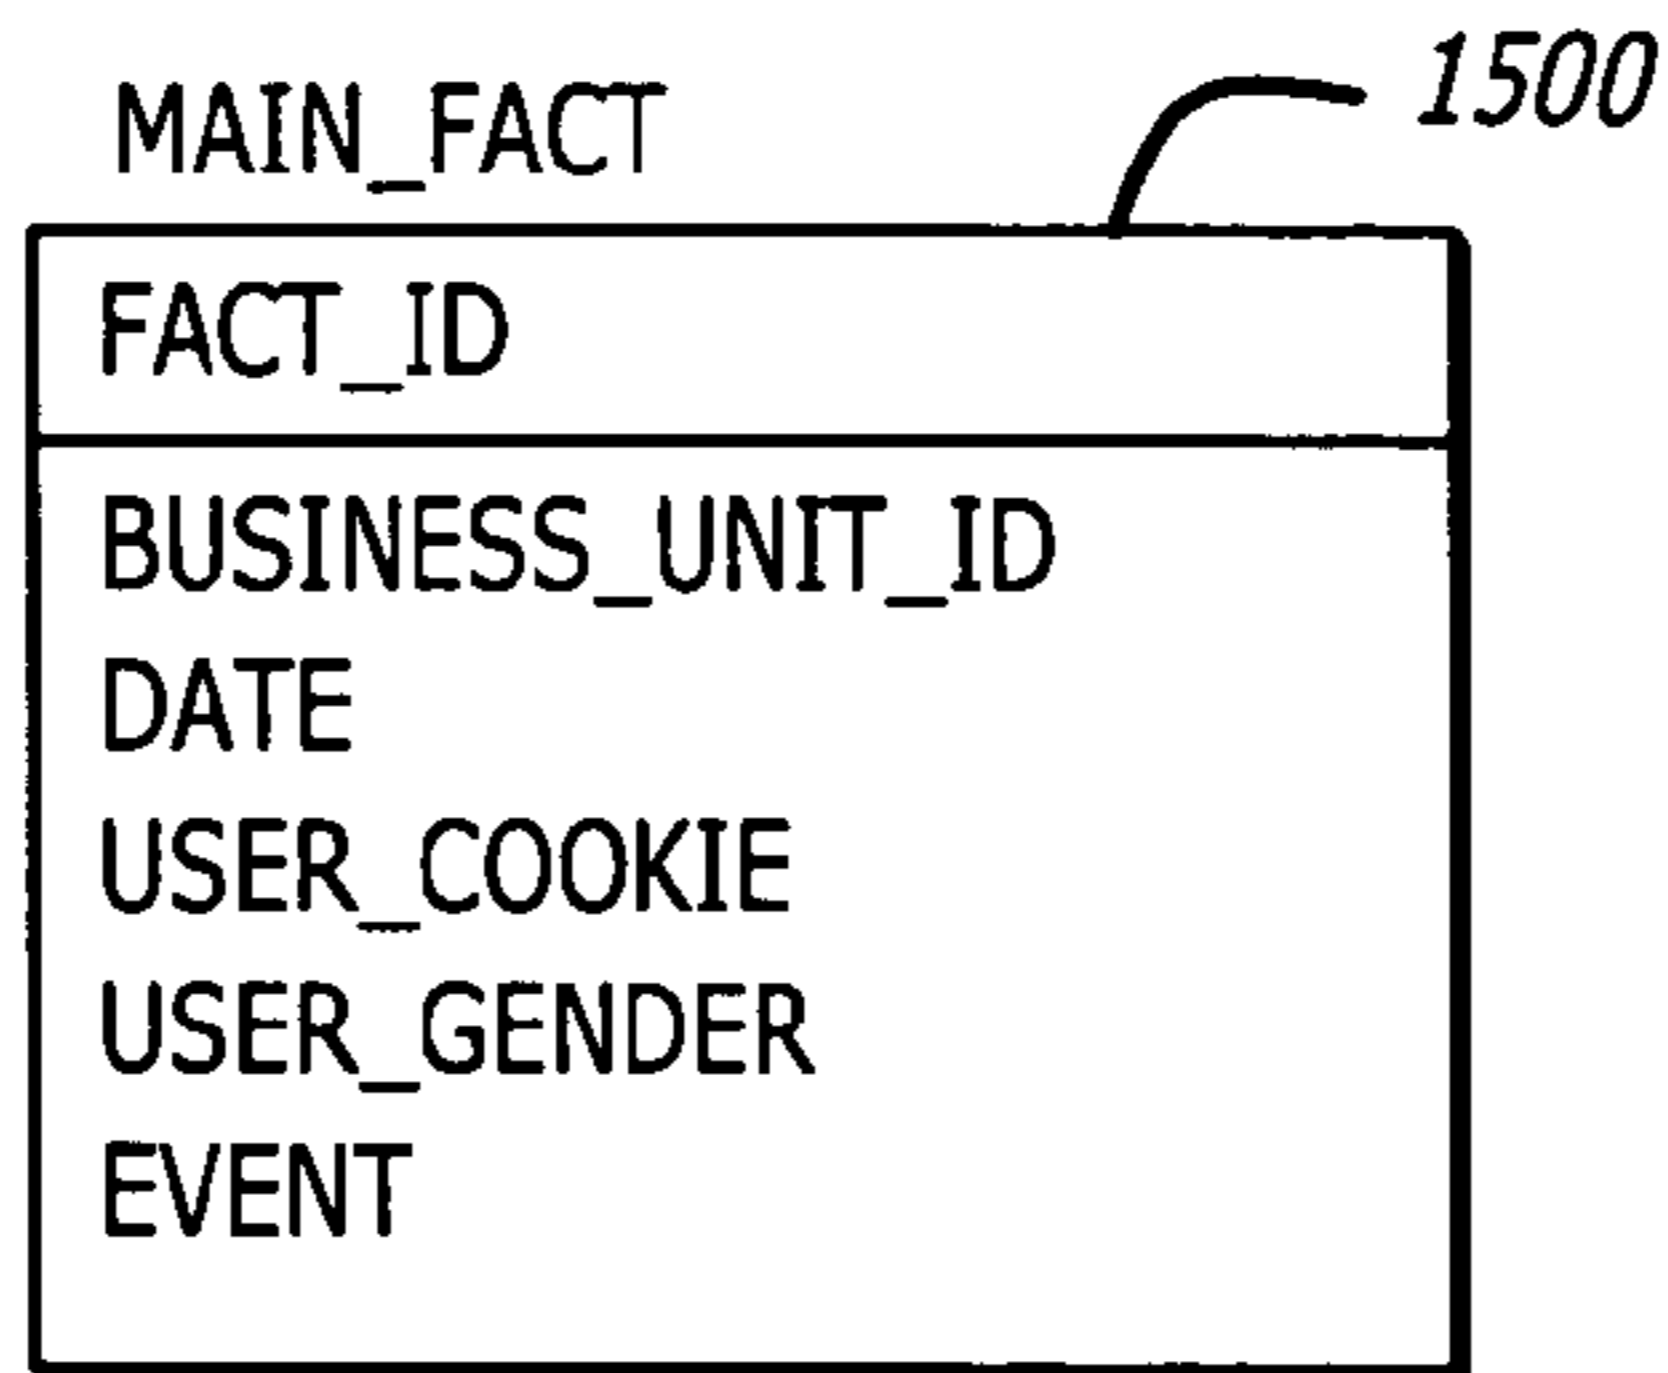 1500
MAIN_FACT
FACT_ID
BUSINESS_UNIT_ID
DATE
USER_COOKIE
USER_GENDER
EVENT